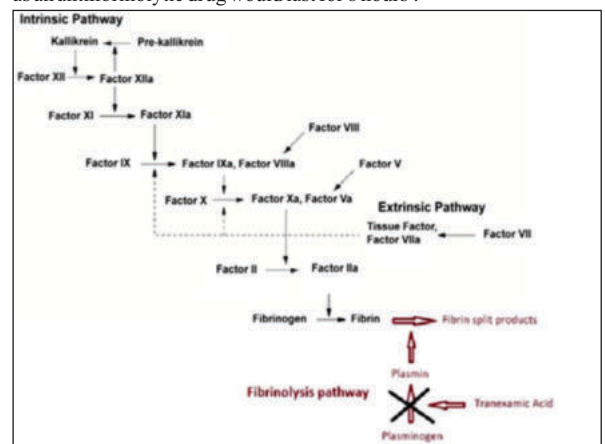 Intrinsic Pathway
Kallikrein Pre-kallikrein
Factor XII Factor XIIa
Factor XI Factor XIa
Factor VIII
Factor IX Factor IXa, Factor VIIIa
Factor V
Factor X Factor Xa, Factor Va
Extrinsic Pathway
Tissue Factor,
Factor VIIa Factor VII
Factor II Factor IIa
Fibrinogen Fibrin Fibrin split products
Plasmin
Fibrinolysis pathway
Tranexamic Acid
Plasminogen